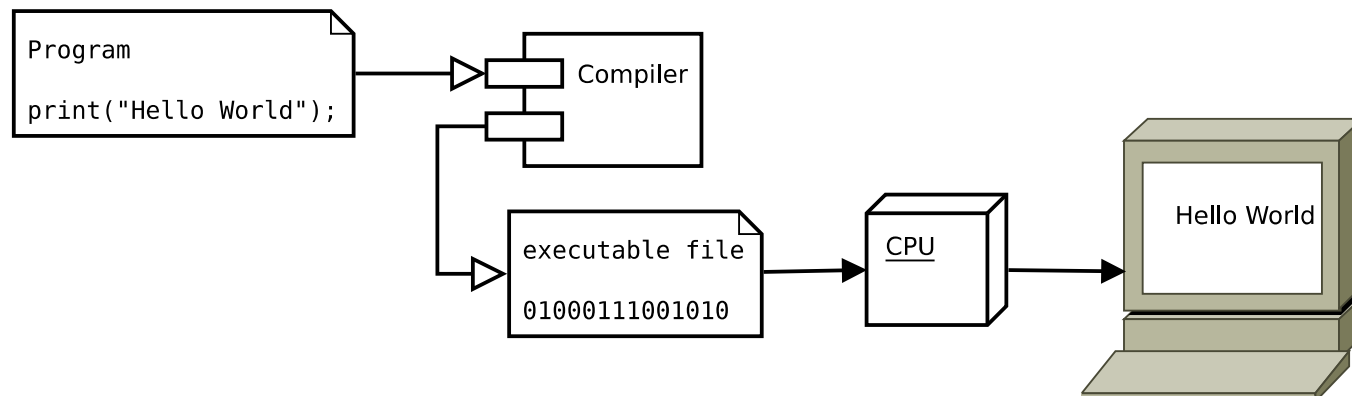 Program
print("Hello World");
Compiler
executable file
01000111001010
CPU
Hello World